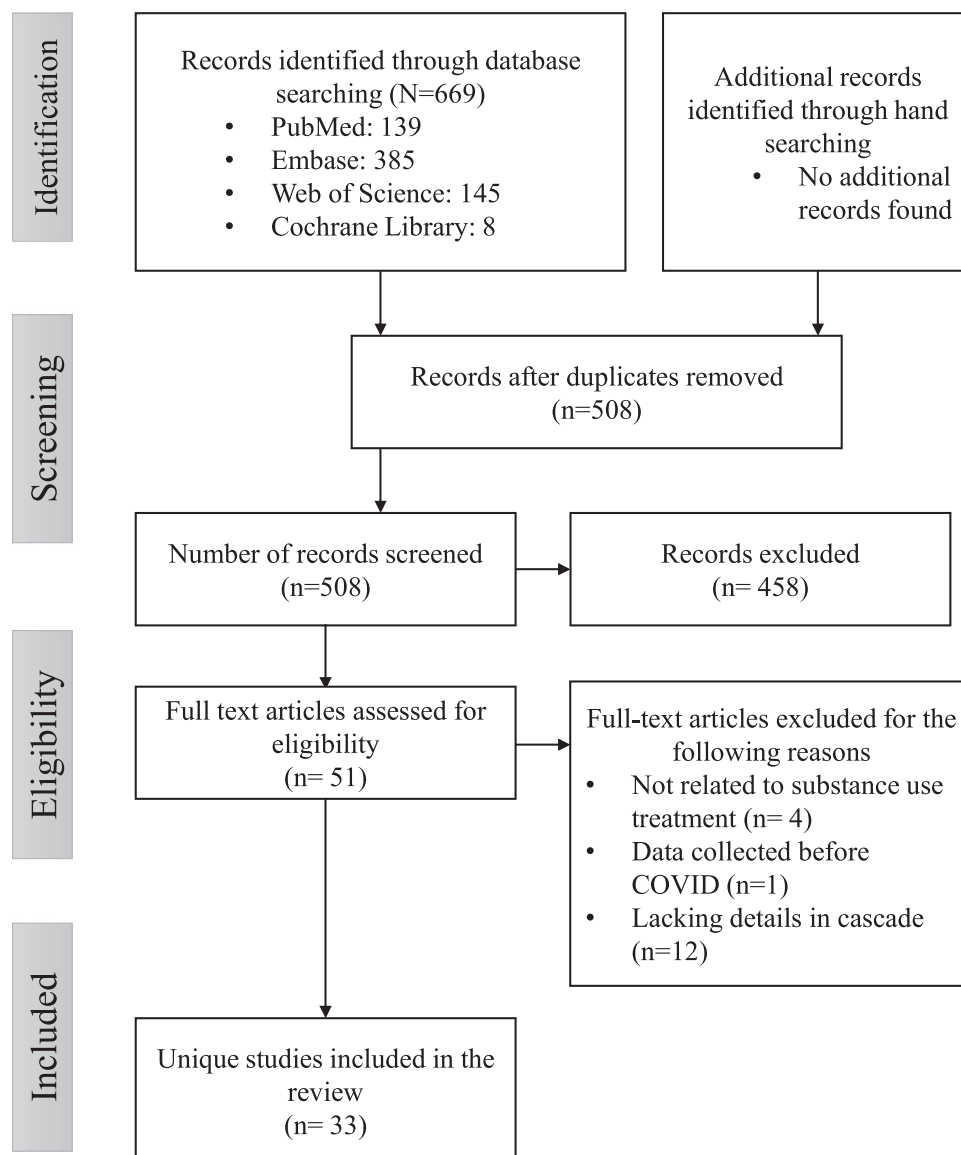 Identification
Records identified through database
searching (N=669)
• PubMed: 139
• Embase: 385
• Web of Science: 145
• Cochrane Library: 8
Additional records
identified through hand
searching
• No additional
records found
Screening
Records after duplicates removed
(n=508)
Number of records screened
(n=508)
Records excluded
(n= 458)
Eligibility
Full text articles assessed for
eligibility
(n= 51)
Full-text articles excluded for the
following reasons
• Not related to substance use
treatment (n= 4)
• Data collected before
COVID (n=1)
• Lacking details in cascade
(n=12)
Included
Unique studies included in the
review
(n= 33)